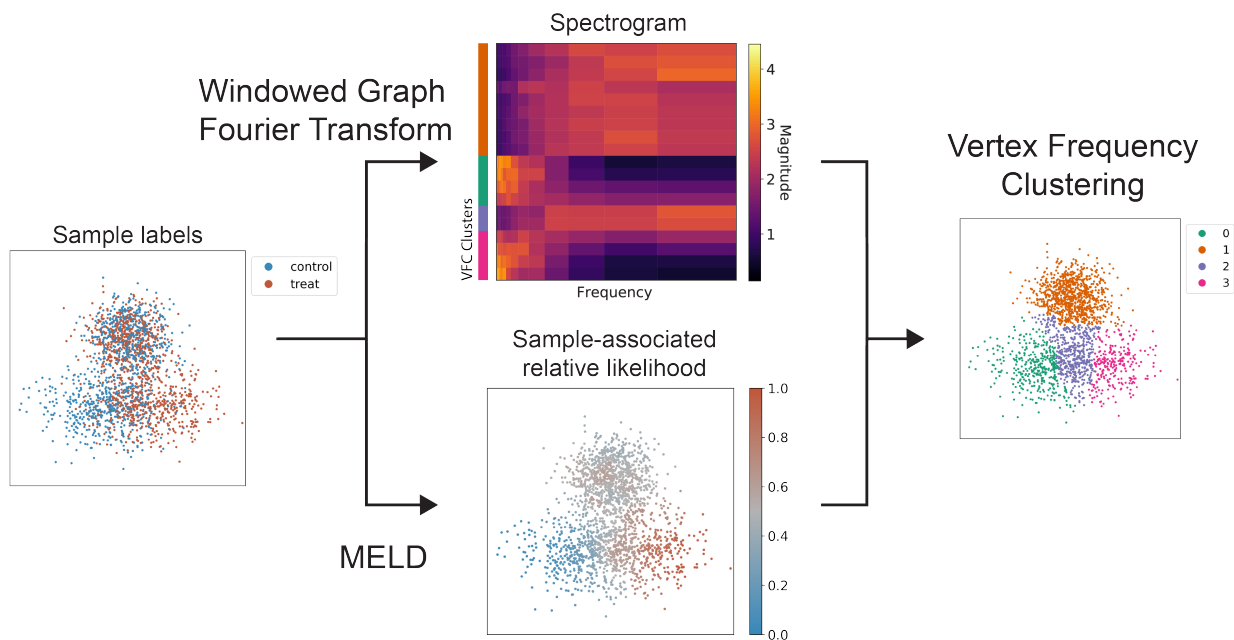 Spectrogram
Windowed Graph
Fourier Transform
4
3
2
1
Magnitude
VFC Clusters
Frequency
Sample labels
control
treat
Sample-associated
relative likelihood
1.0
0.8
0.6
0.4
0.2
0.0
MELD
Vertex Frequency
Clustering
0
1
2
3